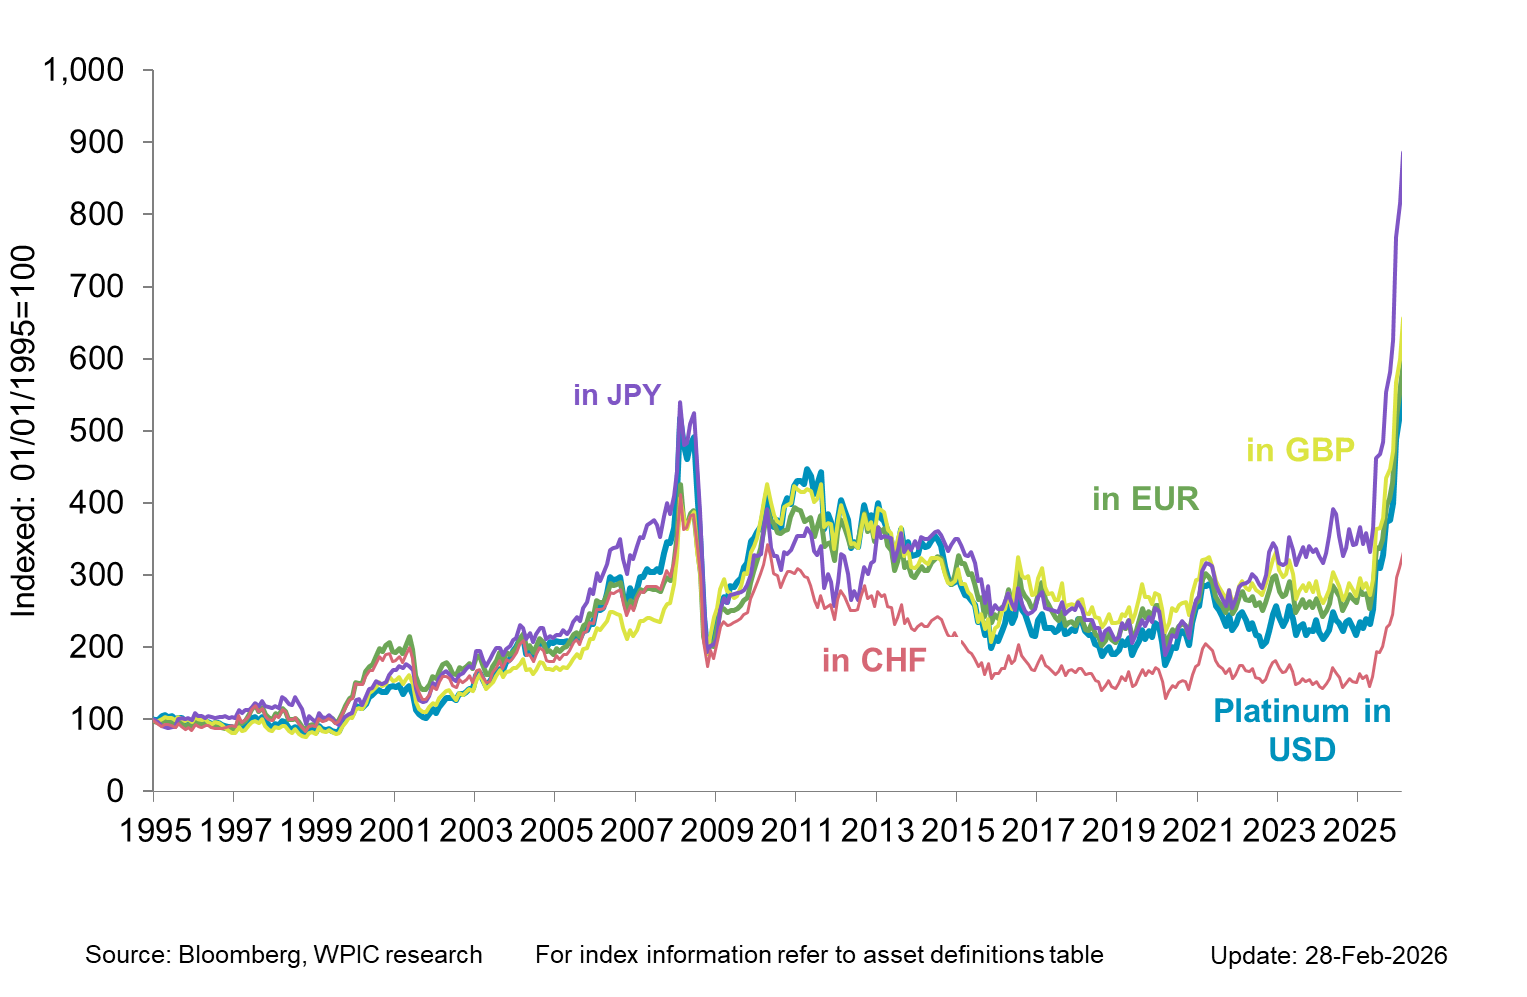 1,000
900
800
700
600
500
400
300
200
100
0
Indexed: 01/01/1995=100
in JPY
in GBP
in EUR
in CHF
Platinum in
USD
1995 1997 1999 2001 2003 2005 2007 2009 2011 2013 2015 2017 2019 2021 2023 2025
Source: Bloomberg, WPIC research For index information refer to asset definitions table Update: 28-Feb-2026